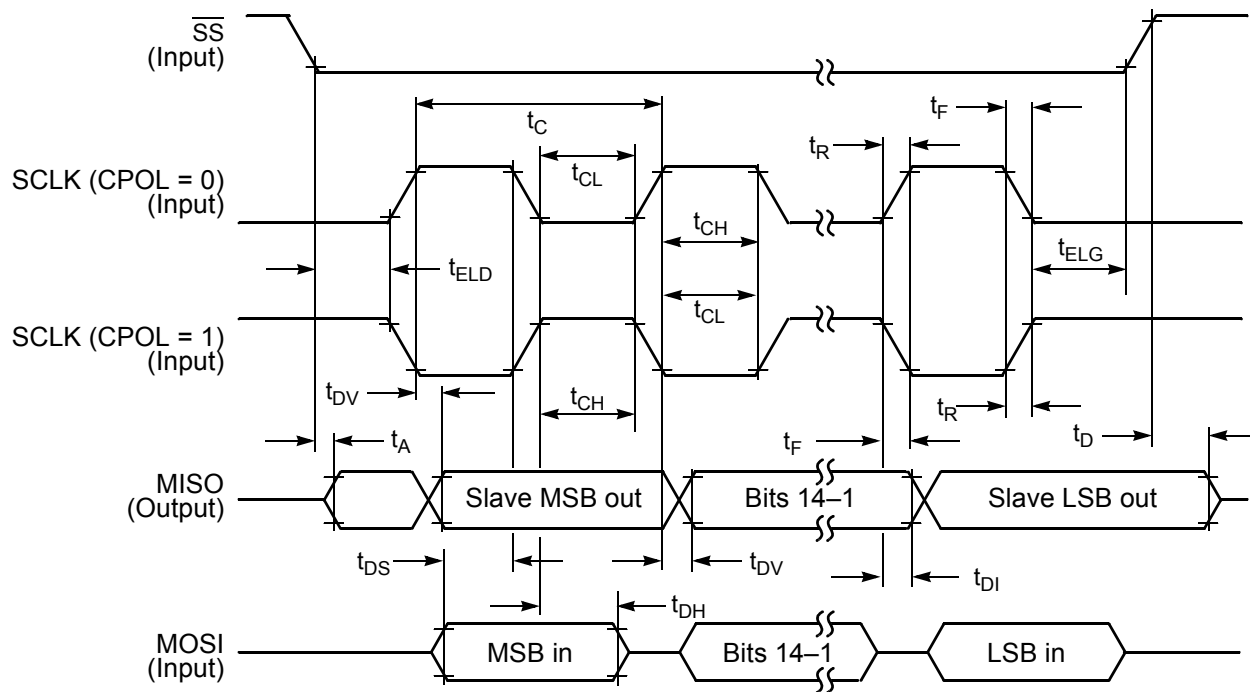 SS
(Input)
tF
tC
tR
SCLK (CPOL = 0)
(Input)
tCL
tCH
tELG
tELD
tCL
SCLK (CPOL = 1)
(Input)
tDV
tCH
tR
tA
tF
tD
MISO
(Output)
Slave MSB out
Bits 14–1
Slave LSB out
tDS
tDV
tDI
tDH
MOSI
(Input)
MSB in
Bits 14–1
LSB in